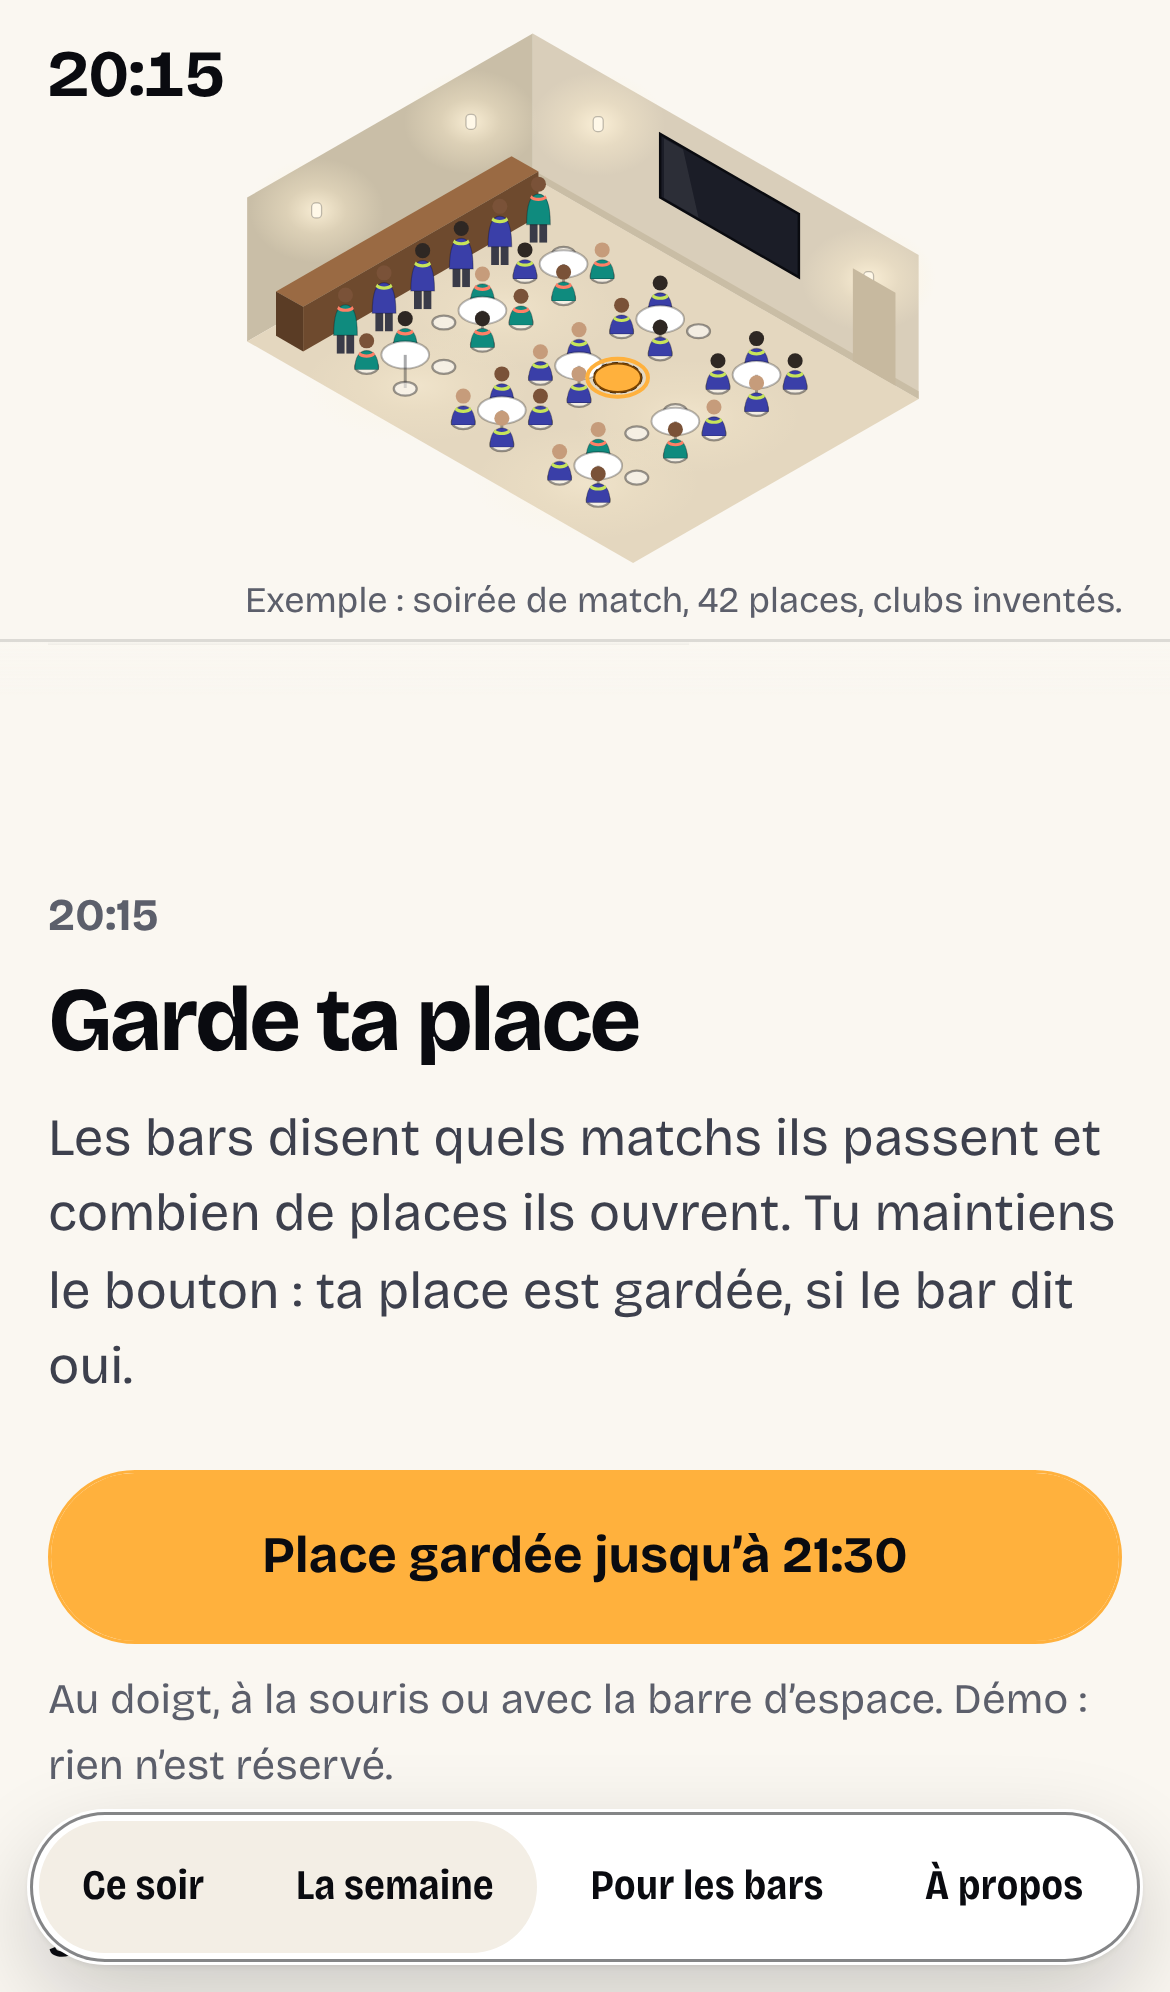 20:15
Exemple : soirée de match, 42 places, clubs inventés.
20:15
Garde ta place
Les bars disent quels matchs ils passent et
combien de places ils ouvrent. Tu maintiens
le bouton : ta place est gardée, si le bar dit
oui.
Place gardée jusqu’à 21:30
Au doigt, à la souris ou avec la barre d’espace. Démo :
rien n’est réservé.
Ce soir La semaine Pour les bars À propos